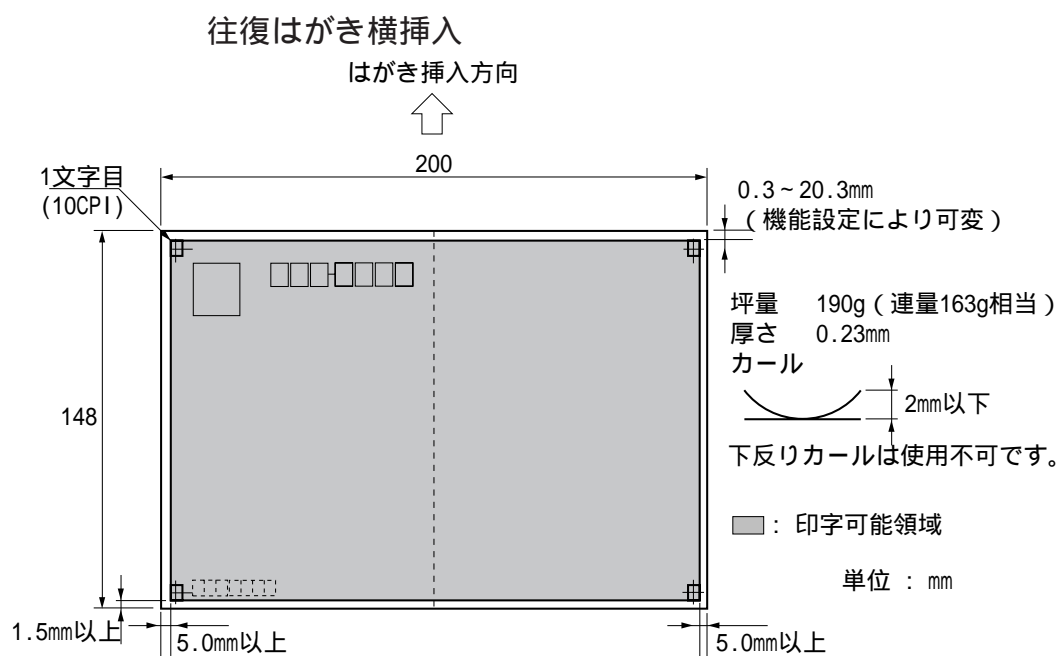 往復はがき横挿入
はがき挿入方向
200
1文字目
(10CPI)
0.3~20.3mm
(機能設定により可変)
坪量 190g(連量163g相当)
厚さ 0.23mm
カール
2mm以下
148
下反りカールは使用不可です。
: 印字可能領域
単位 : mm
1.5mm以上
5.0mm以上
5.0mm以上